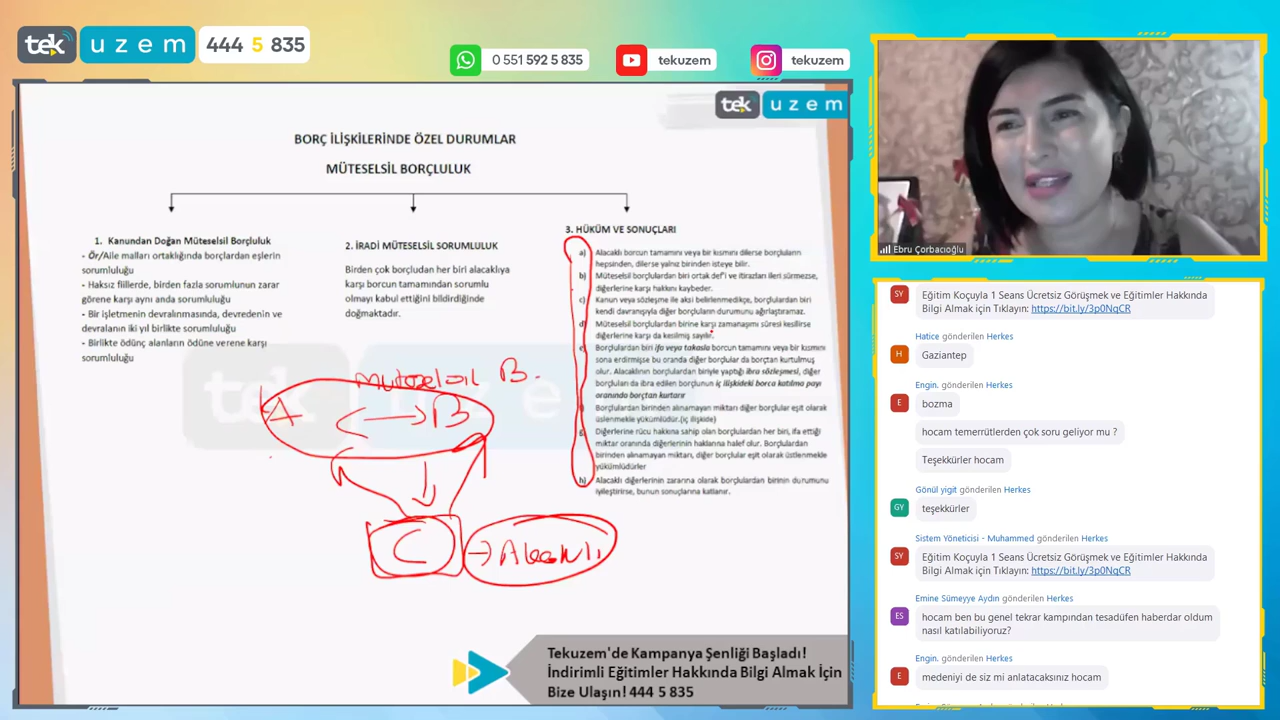 tek uzem 444 5 835
0 551 592 5 835
tekuzem
tekuzem
tek uzem
BORÇ İLİŞKİLERİNDE ÖZEL DURUMLAR
MÜTESELSİL BORÇLULUK
1. Kanundan Doğan Müteselsil Borçluluk
- Ör/Aile malları ortaklığında borçlardan eşlerin
sorumluluğu
- Haksız fiillerde, birden fazla sorumlunun zarar
görene karşı aynı anda sorumluluğu
- Bir işletmenin devralınmasında, devredenin ve
devralanın iki yıl birlikte sorumluluğu
- Birlikte ödünç alanların ödüne verene karşı
sorumluluğu
2. İRADİ MÜTESELSİL SORUMLULUK
Birden çok borçludan her biri alacaklıya
karşı borcun tamamından sorumlu
olmayı kabul ettiğini bildirdiğinde
doğmaktadır.
3. HÜKÜM VE SONUÇLARI
a) Alacaklı borcun tamamını veya bir kısmını dilerse borçluların
hepsinden, dilerse yalnız birinden isteye bilir.
b) Müteselsil borçlulardan biri ortak def'i ve itirazları ileri sürmezse,
diğerlerine karşı hakkını kaybeder.
c) Kanun veya sözleşme ile aksi belirlenmedikçe, borçlulardan biri
kendi davranışıyla diğer borçluların durumunu ağırlaştıramaz.
d) Müteselsil borçlulardan birine karşı zamanaşımı süresi kesilirse
diğerlerine karşı da kesilmiş sayılır.
e) Borçlulardan biri ifa veya takasla borcun tamamını veya bir kısmını
sona erdirmişse bu oranda diğer borçlular da borçtan kurtulmuş
olur. Alacaklının borçlulardan biriyle yaptığı ibra sözleşmesi, diğer
borçluları da ibra edilen borçlunun iç ilişkideki borca katılma payı
oranında borçtan kurtarır
f) Borçlulardan birinden alınamayan miktarı diğer borçlular eşit olarak
üstlenmekle yükümlüdür.(iç ilişkide)
g) Diğerlerine rücu hakkına sahip olan borçlulardan her biri, ifa ettiği
miktar oranında diğerlerinin haklarına halef olur. Borçlulardan
birinden alınamayan miktarı, diğer borçlular eşit olarak üstlenmekle
yükümlüdürler
h) Alacaklı diğerlerinin zararına olarak borçlulardan birinin durumunu
iyileştirirse, bunun sonuçlarına katlanır.
Müteselsil B.
A B
C → Alacaklı
Tekuzem'de Kampanya Şenliği Başladı!
İndirimli Eğitimler Hakkında Bilgi Almak İçin
Bize Ulaşın! 444 5 835
Ebru Çorbacıoğlu
SY
Eğitim Koçuyla 1 Seans Ücretsiz Görüşmek ve Eğitimler Hakkında
Bilgi Almak için Tıklayın: https://bit.ly/3p0NqCR
Hatice gönderilen Herkes
H
Gaziantep
Engin. gönderilen Herkes
E
bozma
hocam temerrütlerden çok soru geliyor mu ?
Teşekkürler hocam
Gönül yigit gönderilen Herkes
GY
teşekkürler
Sistem Yöneticisi - Muhammed gönderilen Herkes
SY
Eğitim Koçuyla 1 Seans Ücretsiz Görüşmek ve Eğitimler Hakkında
Bilgi Almak için Tıklayın: https://bit.ly/3p0NqCR
Emine Sümeyye Aydın gönderilen Herkes
ES
hocam ben bu genel tekrar kampından tesadüfen haberdar oldum
nasıl katılabiliyoruz?
Engin. gönderilen Herkes
E
medeniyi de siz mi anlatacaksınız hocam